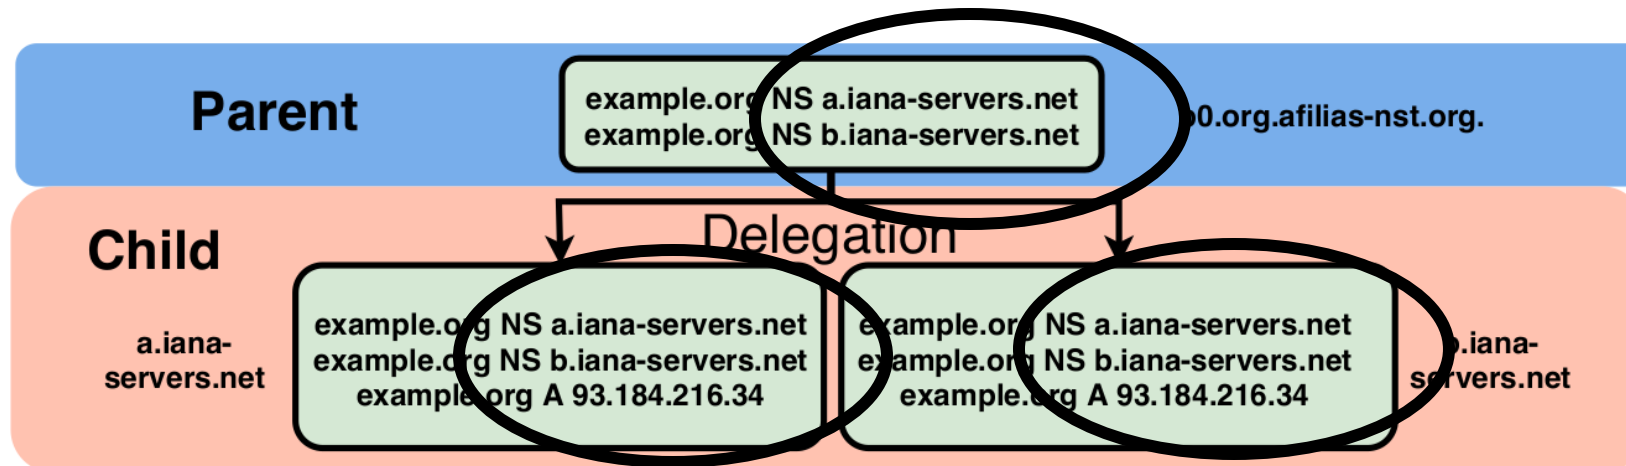 Parent
example.org NS a.iana-servers.net
example.org NS b.iana-servers.net
b0.org.afilias-nst.org.
Delegation
Child
a.iana-
servers.net
example.org NS a.iana-servers.net
example.org NS b.iana-servers.net
example.org A 93.184.216.34
example.org NS a.iana-servers.net
example.org NS b.iana-servers.net
example.org A 93.184.216.34
b.iana-
servers.net